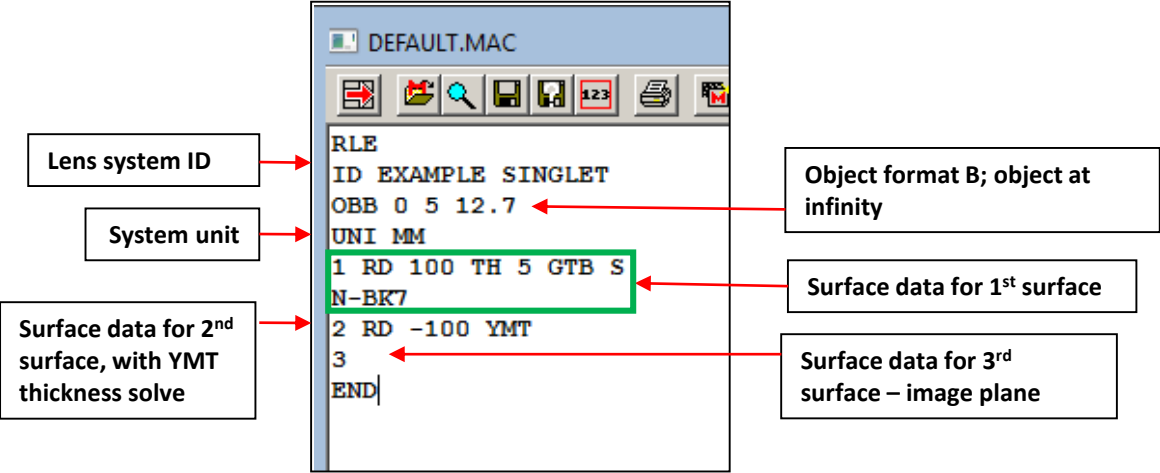 DEFAULT.MAC
123
M
RLE
ID EXAMPLE SINGLET
OBB 0 5 12.7
UNI MM
1 RD 100 TH 5 GTB S
N-BK7
2 RD -100 YMT
3
END
Lens system ID
System unit
Surface data for 2nd
surface, with YMT
thickness solve
Object format B; object at
infinity
Surface data for 1st surface
Surface data for 3rd
surface – image plane